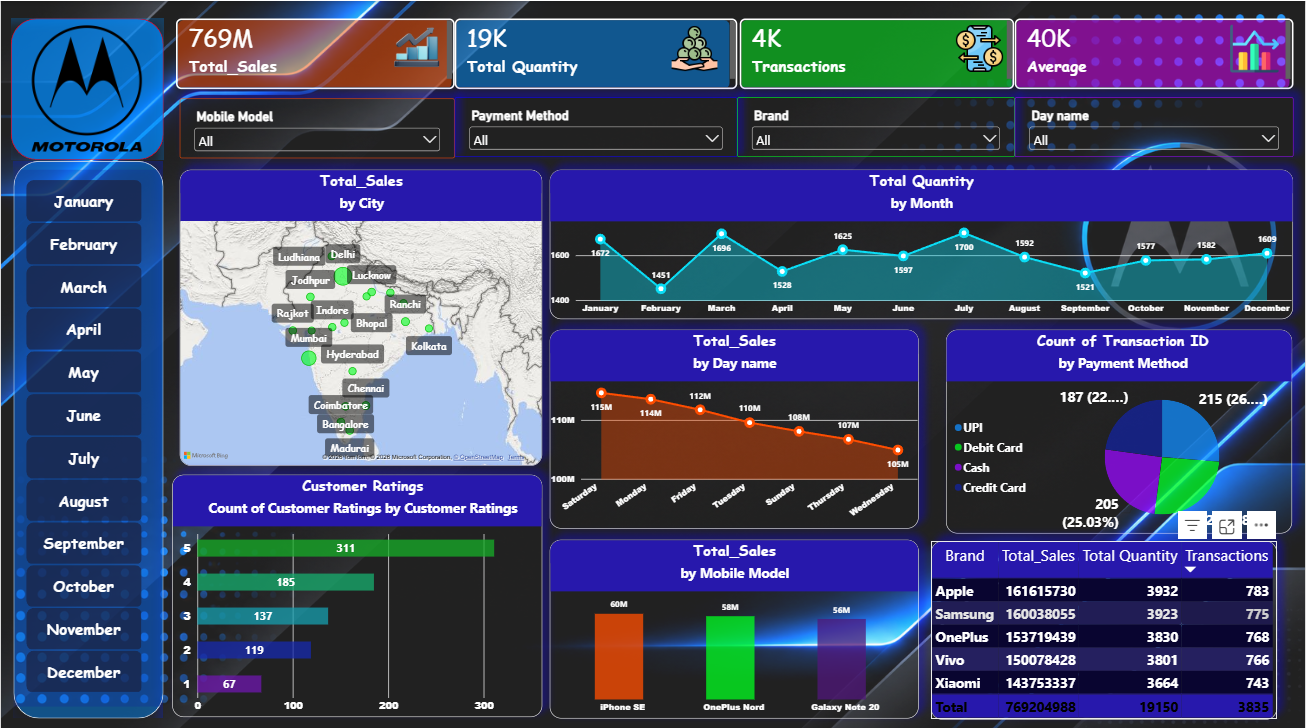 MOTOROLA
769M
Total_Sales
19K
Total Quantity
4K
Transactions
40K
Average
Mobile Model
All
Payment Method
All
Brand
All
Day name
All
January
February
March
April
May
June
July
August
September
October
November
December
Total_Sales
by City
Ludhiana
Delhi
Jodhpur
Lucknow
Rajkot
Indore
Ranchi
Bhopal
Mumbai
Hyderabad
Kolkata
Chennai
Coimbatore
Bangalore
Madurai
Microsoft Bing
Microsoft Corporation, © OpenStreetMap
Total Quantity
by Month
1600
1400
1672
1451
1696
1528
1625
1597
1700
1592
1521
1577
1582
1609
January February March April May June July August September October November December
Total_Sales
by Day name
110M
100M
115M
114M
112M
110M
108M
107M
105M
Saturday Monday Friday Tuesday Sunday Thursday Wednesday
Count of Transaction ID
by Payment Method
187 (22....)
215 (26....)
UPI
Debit Card
Cash
Credit Card
205
(25.03%)
Customer Ratings
Count of Customer Ratings by Customer Ratings
5 311
4 185
3 137
2 119
1 67
0 100 200 300
Total_Sales
by Mobile Model
60M
58M
56M
iPhone SE OnePlus Nord Galaxy Note 20
Brand Total_Sales Total Quantity Transactions
Apple 161615730 3932 783
Samsung 160038055 3923 775
OnePlus 153719439 3830 768
Vivo 150078428 3801 766
Xiaomi 143753337 3664 743
Total 769204988 19150 3835